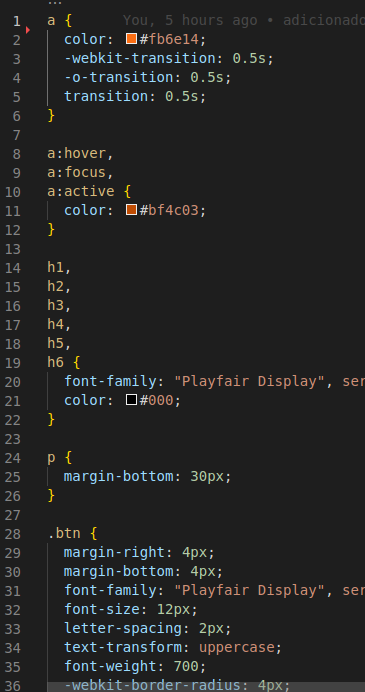 ...
1 a { You, 5 hours ago • adicionado
2 color: #fb6e14;
3 -webkit-transition: 0.5s;
4 -o-transition: 0.5s;
5 transition: 0.5s;
6 }
7
8 a:hover,
9 a:focus,
10 a:active {
11 color: #bf4c03;
12 }
13
14 h1,
15 h2,
16 h3,
17 h4,
18 h5,
19 h6 {
20 font-family: "Playfair Display", ser
21 color: #000;
22 }
23
24 p {
25 margin-bottom: 30px;
26 }
27
28 .btn {
29 margin-right: 4px;
30 margin-bottom: 4px;
31 font-family: "Playfair Display", ser
32 font-size: 12px;
33 letter-spacing: 2px;
34 text-transform: uppercase;
35 font-weight: 700;
36 -webkit-border-radius: 4px;